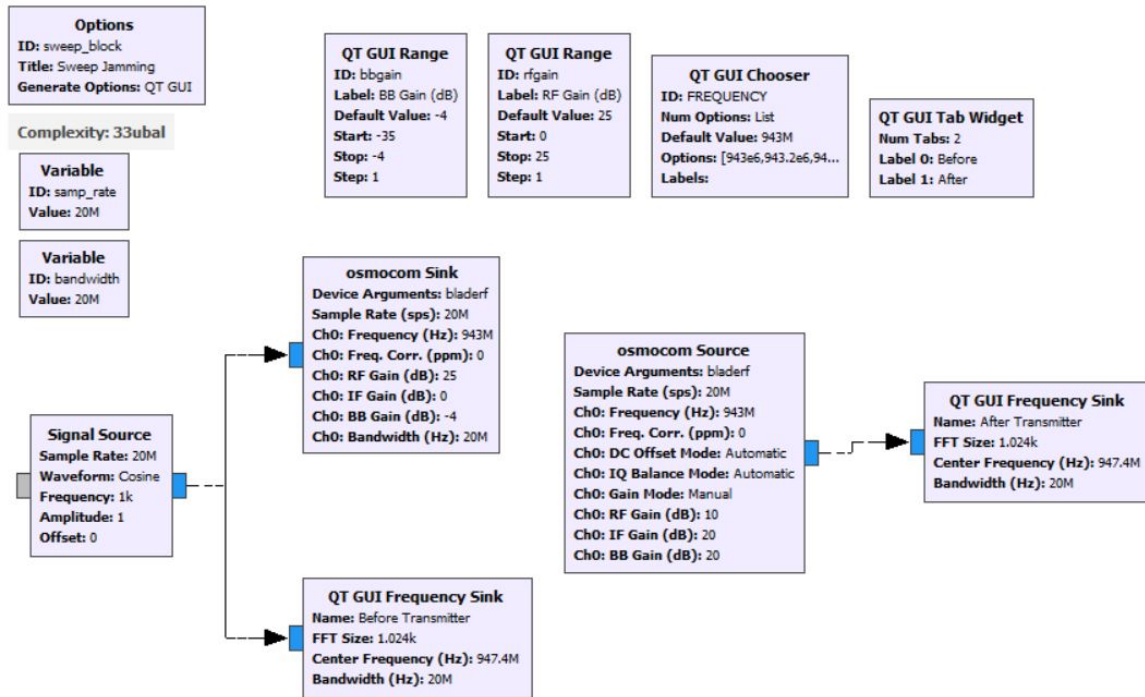 Options
ID: sweep_block
Title: Sweep Jamming
Generate Options: QT GUI
Complexity: 33ubal
Variable
ID: samp_rate
Value: 20M
Variable
ID: bandwidth
Value: 20M
QT GUI Range
ID: bbgain
Label: BB Gain (dB)
Default Value: -4
Start: -35
Stop: -4
Step: 1
QT GUI Range
ID: rfgain
Label: RF Gain (dB)
Default Value: 25
Start: 0
Stop: 25
Step: 1
QT GUI Chooser
ID: FREQUENCY
Num Options: List
Default Value: 943M
Options: [943e6,943.2e6,94...
Labels:
QT GUI Tab Widget
Num Tabs: 2
Label 0: Before
Label 1: After
Signal Source
Sample Rate: 20M
Waveform: Cosine
Frequency: 1k
Amplitude: 1
Offset: 0
osmocom Sink
Device Arguments: bladerf
Sample Rate (sps): 20M
Ch0: Frequency (Hz): 943M
Ch0: Freq. Corr. (ppm): 0
Ch0: RF Gain (dB): 25
Ch0: IF Gain (dB): 0
Ch0: BB Gain (dB): -4
Ch0: Bandwidth (Hz): 20M
QT GUI Frequency Sink
Name: Before Transmitter
FFT Size: 1.024k
Center Frequency (Hz): 947.4M
Bandwidth (Hz): 20M
osmocom Source
Device Arguments: bladerf
Sample Rate (sps): 20M
Ch0: Frequency (Hz): 943M
Ch0: Freq. Corr. (ppm): 0
Ch0: DC Offset Mode: Automatic
Ch0: IQ Balance Mode: Automatic
Ch0: Gain Mode: Manual
Ch0: RF Gain (dB): 10
Ch0: IF Gain (dB): 20
Ch0: BB Gain (dB): 20
QT GUI Frequency Sink
Name: After Transmitter
FFT Size: 1.024k
Center Frequency (Hz): 947.4M
Bandwidth (Hz): 20M